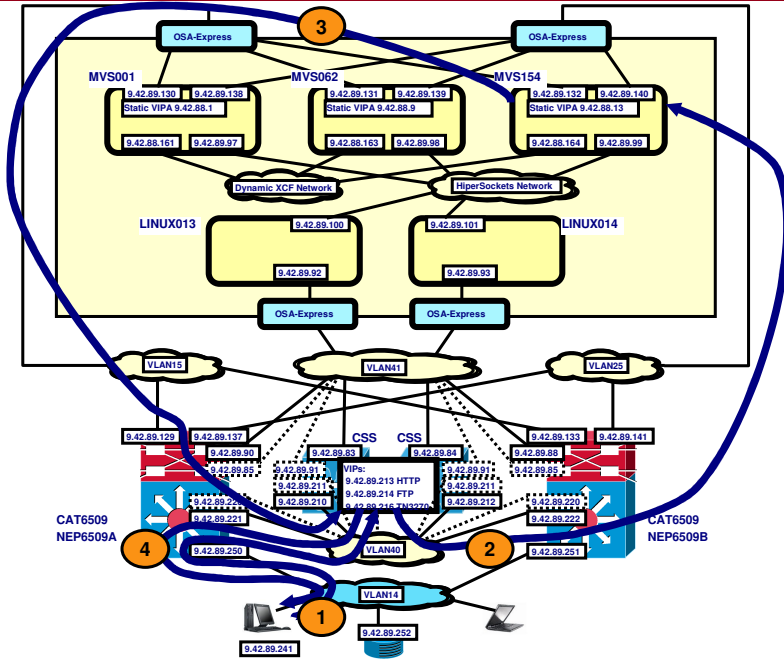 3
OSA-Express
OSA-Express
MVS001
MVS062
MVS154
9.42.89.130
9.42.89.138
9.42.89.131
9.42.89.139
9.42.89.132
9.42.89.140
Static VIPA 9.42.88.1
Static VIPA 9.42.88.9
Static VIPA 9.42.88.13
9.42.88.161
9.42.89.97
9.42.88.163
9.42.89.98
9.42.88.164
9.42.89.99
Dynamic XCF Network
HiperSockets Network
LINUX013
9.42.89.100
9.42.89.101
LINUX014
9.42.89.92
9.42.89.93
OSA-Express
OSA-Express
VLAN15
VLAN41
VLAN25
9.42.89.129
9.42.89.137
CSS
CSS
9.42.89.133
9.42.89.141
9.42.89.90
9.42.89.83
9.42.89.84
9.42.89.88
9.42.89.85
9.42.89.91
VIPs:
9.42.89.91
9.42.89.85
9.42.89.211
9.42.89.213 HTTP
9.42.89.211
9.42.89.210
9.42.89.214 FTP
9.42.89.212
9.42.89.216 TN3270
9.42.89.220
9.42.89.221
9.42.89.222
CAT6509
NEP6509A
CAT6509
NEP6509B
4
9.42.89.250
VLAN40
2
9.42.89.251
VLAN14
1
9.42.89.252
9.42.89.241